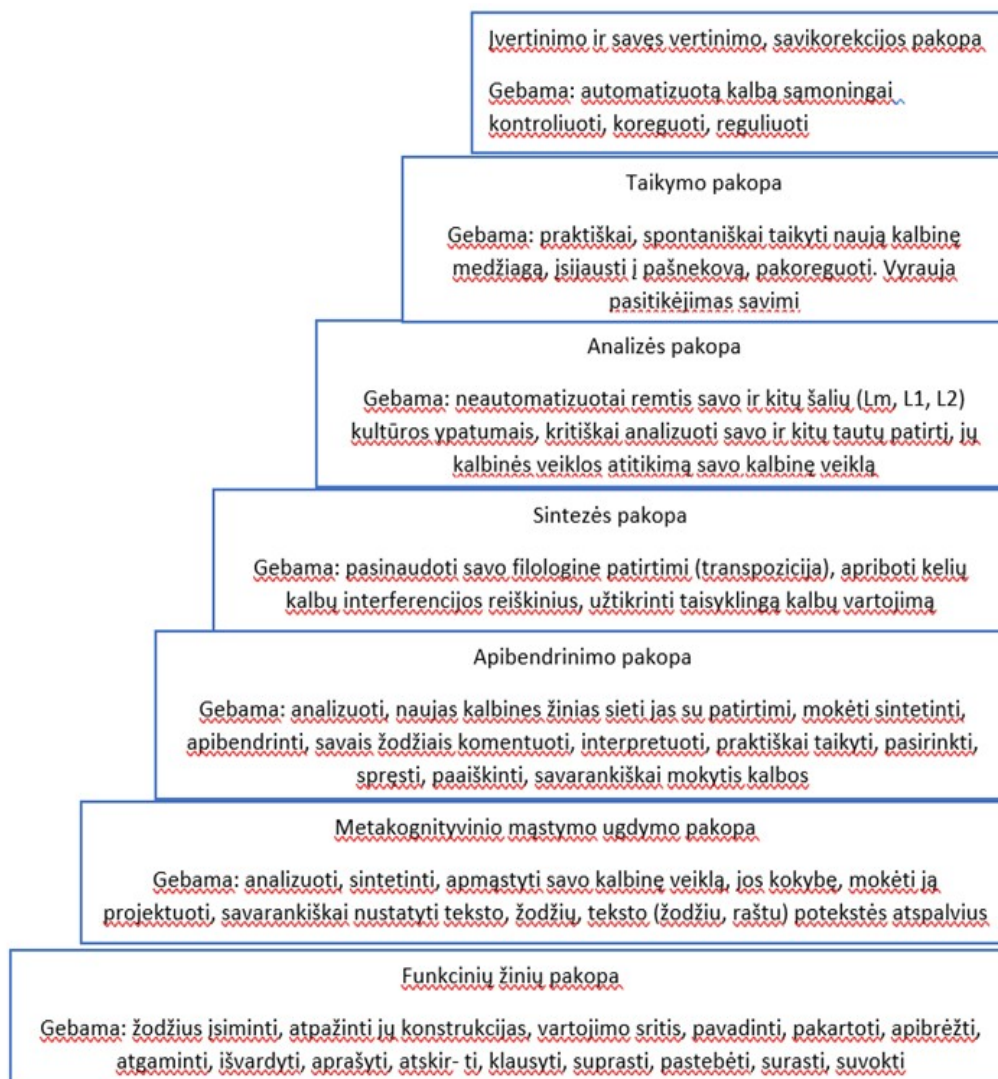 Įvertinimo ir savęs vertinimo, savikorekcijos pakopa
Gebama: automatizuotą kalbą sąmoningai
kontroliuoti, koreguoti, reguliuoti
Taikymo pakopa
Gebama: praktiškai, spontaniškai taikyti naują kalbinę
medžiagą, įsijausti į pašnekovą, pakoreguoti. Vyrauja
pasitikėjimas savimi
Analizės pakopa
Gebama: neautomatizuotai remtis savo ir kitų šalių (Lm, L1, L2)
kultūros ypatumais, kritiškai analizuoti savo ir kitų tautų patirtį, jų
kalbinės veiklos atitikimą savo kalbinę veiklą
Sintezės pakopa
Gebama: pasinaudoti savo filologine patirtimi (transpozicija), apriboti kelių
kalbų interferencijos reiškinius, užtikrinti taisyklingą kalbų vartojimą
Apibendrinimo pakopa
Gebama: analizuoti, naujas kalbines žinias sieti jas su patirtimi, mokėti sintetinti,
apibendrinti, savais žodžiais komentuoti, interpretuoti, praktiškai taikyti, pasirinkti,
spręsti, paaiškinti, savarankiškai mokytis kalbos
Metakognityvinio mąstymo ugdymo pakopa
Gebama: analizuoti, sintetinti, apmąstyti savo kalbinę veiklą, jos kokybę, mokėti ją
projektuoti, savarankiškai nustatyti teksto, žodžių, teksto (žodžiu, raštu) potekstės atspalvius
Funkcinių žinių pakopa
Gebama: žodžius įsiminti, atpažinti jų konstrukcijas, vartojimo sritis, pavadinti, pakartoti, apibrėžti,
atgaminti, išvardyti, aprašyti, atskir- ti, klausyti, suprasti, pastebėti, surasti, suvokti